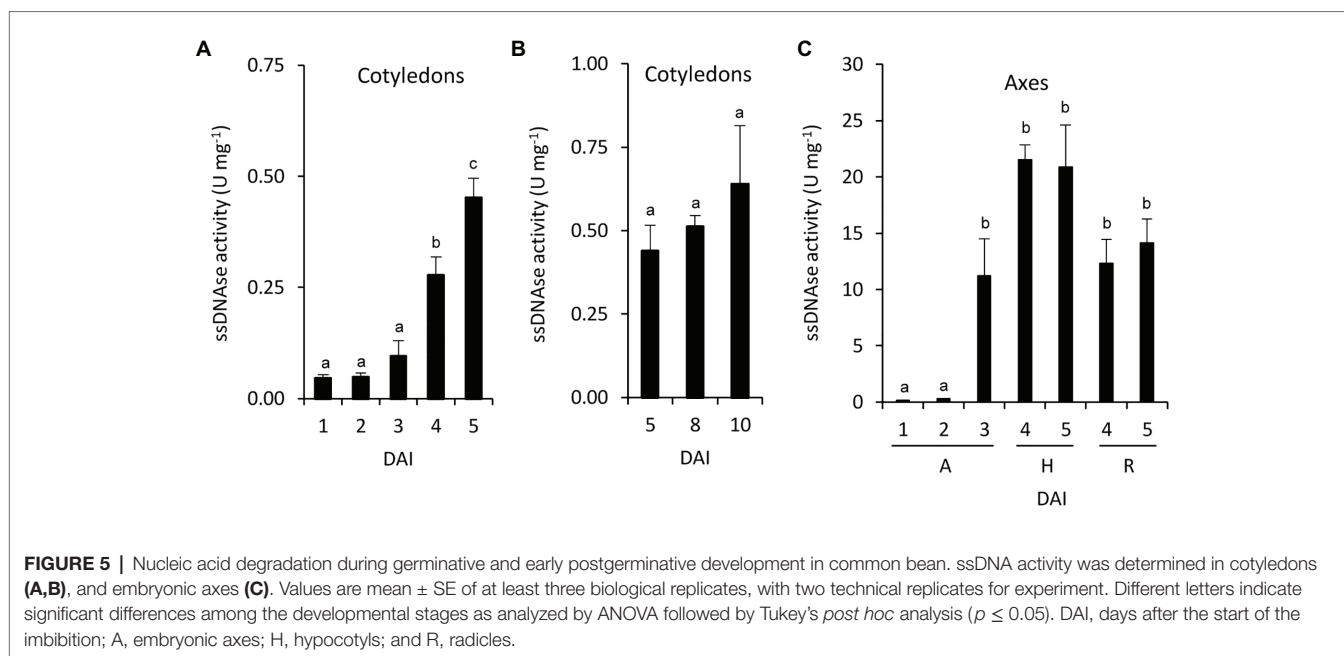 A
Cotyledons
ssDNAse activity (U mg-1)
0.75
0.50
0.25
0.00
a
a
a
b
c
1 2 3 4 5
DAI
B
Cotyledons
ssDNAse activity (U mg-1)
1.00
0.75
0.50
0.25
0.00
a
a
a
5 8 10
DAI
C
Axes
ssDNAse activity (U mg-1)
30
25
20
15
10
5
0
a
a
b
b
b
b
b
1 2 3 4 5 4 5
A H R
DAI
FIGURE 5 | Nucleic acid degradation during germinative and early postgerminative development in common bean. ssDNA activity was determined in cotyledons
(A,B), and embryonic axes (C). Values are mean ± SE of at least three biological replicates, with two technical replicates for experiment. Different letters indicate
significant differences among the developmental stages as analyzed by ANOVA followed by Tukey's post hoc analysis (p ≤ 0.05). DAI, days after the start of the
imbibition; A, embryonic axes; H, hypocotyls; and R, radicles.